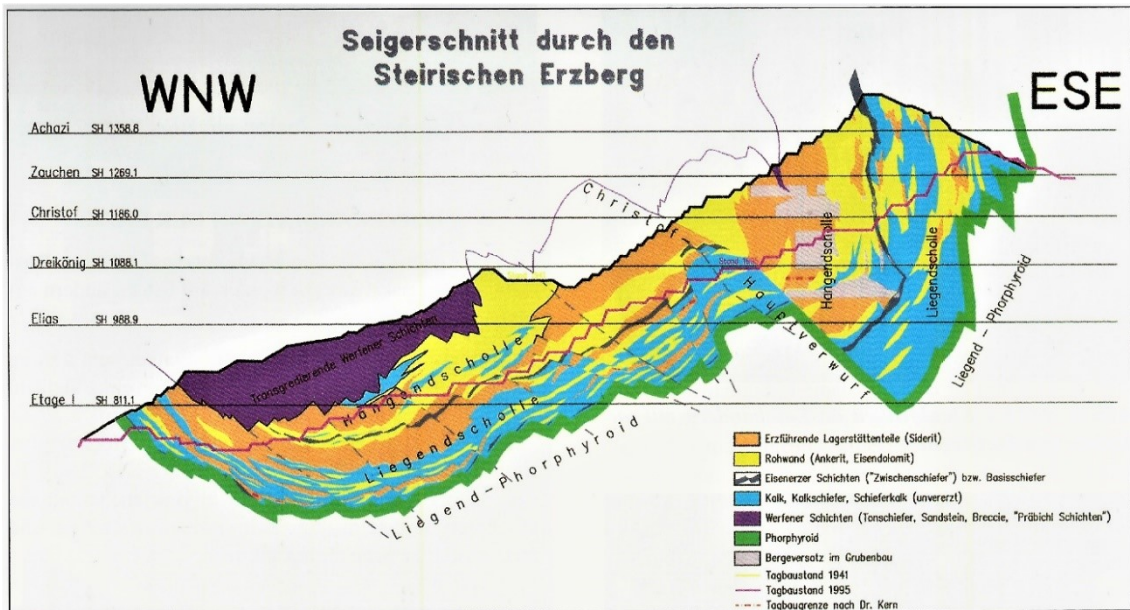 Seigerschnitt durch den
Steirischen Erzberg
WNW
ESE
Achazi SH 1358.8
Zauchen SH 1269.1
Christof SH 1186.0
Dreikönig SH 1088.1
Elias SH 988.9
Etage I SH 811.1
Christof
Hauptverwurf
Hangendscholle
Liegendscholle
Liegend - Phorphyroid
Transgredierende Werfener Schichten
Hangendscholle
Liegendscholle
Liegend-Phorphyroid
Erzführende Lagerstättenteile (Siderit)
Rohwand (Ankerit, Eisendolomit)
Eisenerzer Schichten ("Zwischenschiefer") bzw. Basisschiefer
Kalk, Kalkschiefer, Schieferkalk (unvererzt)
Werfener Schichten (Tonschiefer, Sandstein, Breccie, "Präbichl Schichten")
Phorphyroid
Bergeversatz im Grubenbau
Tagbaustand 1941
Tagbaustand 1995
Tagbaugrenze nach Dr. Kern